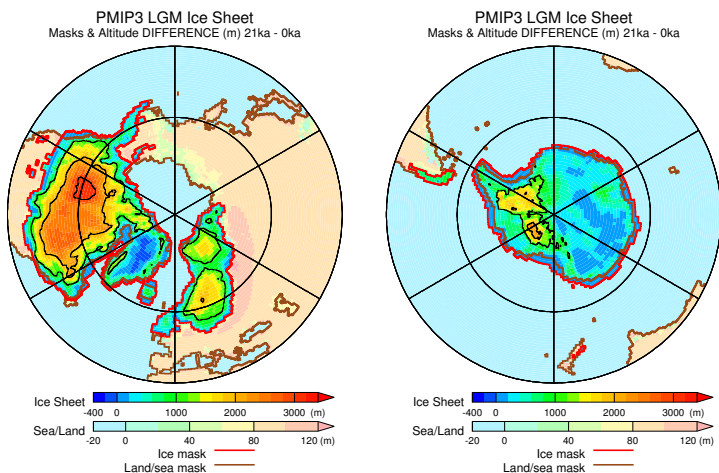 PMIP3 LGM Ice Sheet
Masks & Altitude DIFFERENCE (m) 21ka - 0ka
Ice Sheet
-400 0 1000 2000 3000 (m)
Sea/Land
-20 0 40 80 120 (m)
Ice mask
Land/sea mask
PMIP3 LGM Ice Sheet
Masks & Altitude DIFFERENCE (m) 21ka - 0ka
Ice Sheet
-400 0 1000 2000 3000 (m)
Sea/Land
-20 0 40 80 120 (m)
Ice mask
Land/sea mask